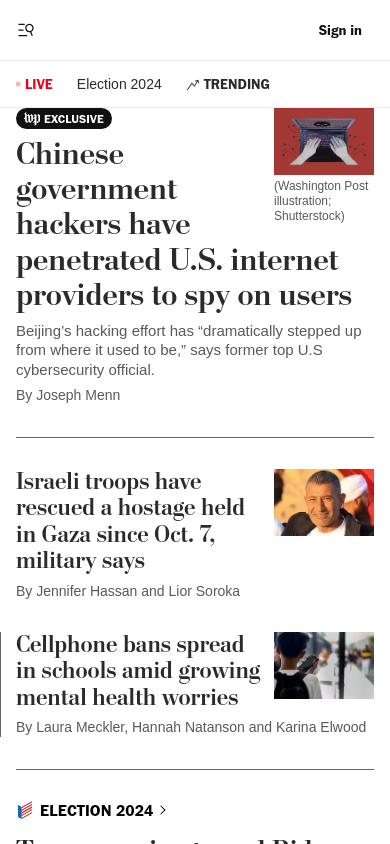 Sign in
LIVE
Election 2024
TRENDING
wp EXCLUSIVE
Chinese
government
hackers have
penetrated U.S. internet
providers to spy on users
(Washington Post
illustration;
Shutterstock)
Beijing’s hacking effort has “dramatically stepped up
from where it used to be,” says former top U.S
cybersecurity official.
By Joseph Menn
Israeli troops have
rescued a hostage held
in Gaza since Oct. 7,
military says
By Jennifer Hassan and Lior Soroka
Cellphone bans spread
in schools amid growing
mental health worries
By Laura Meckler, Hannah Natanson and Karina Elwood
ELECTION 2024